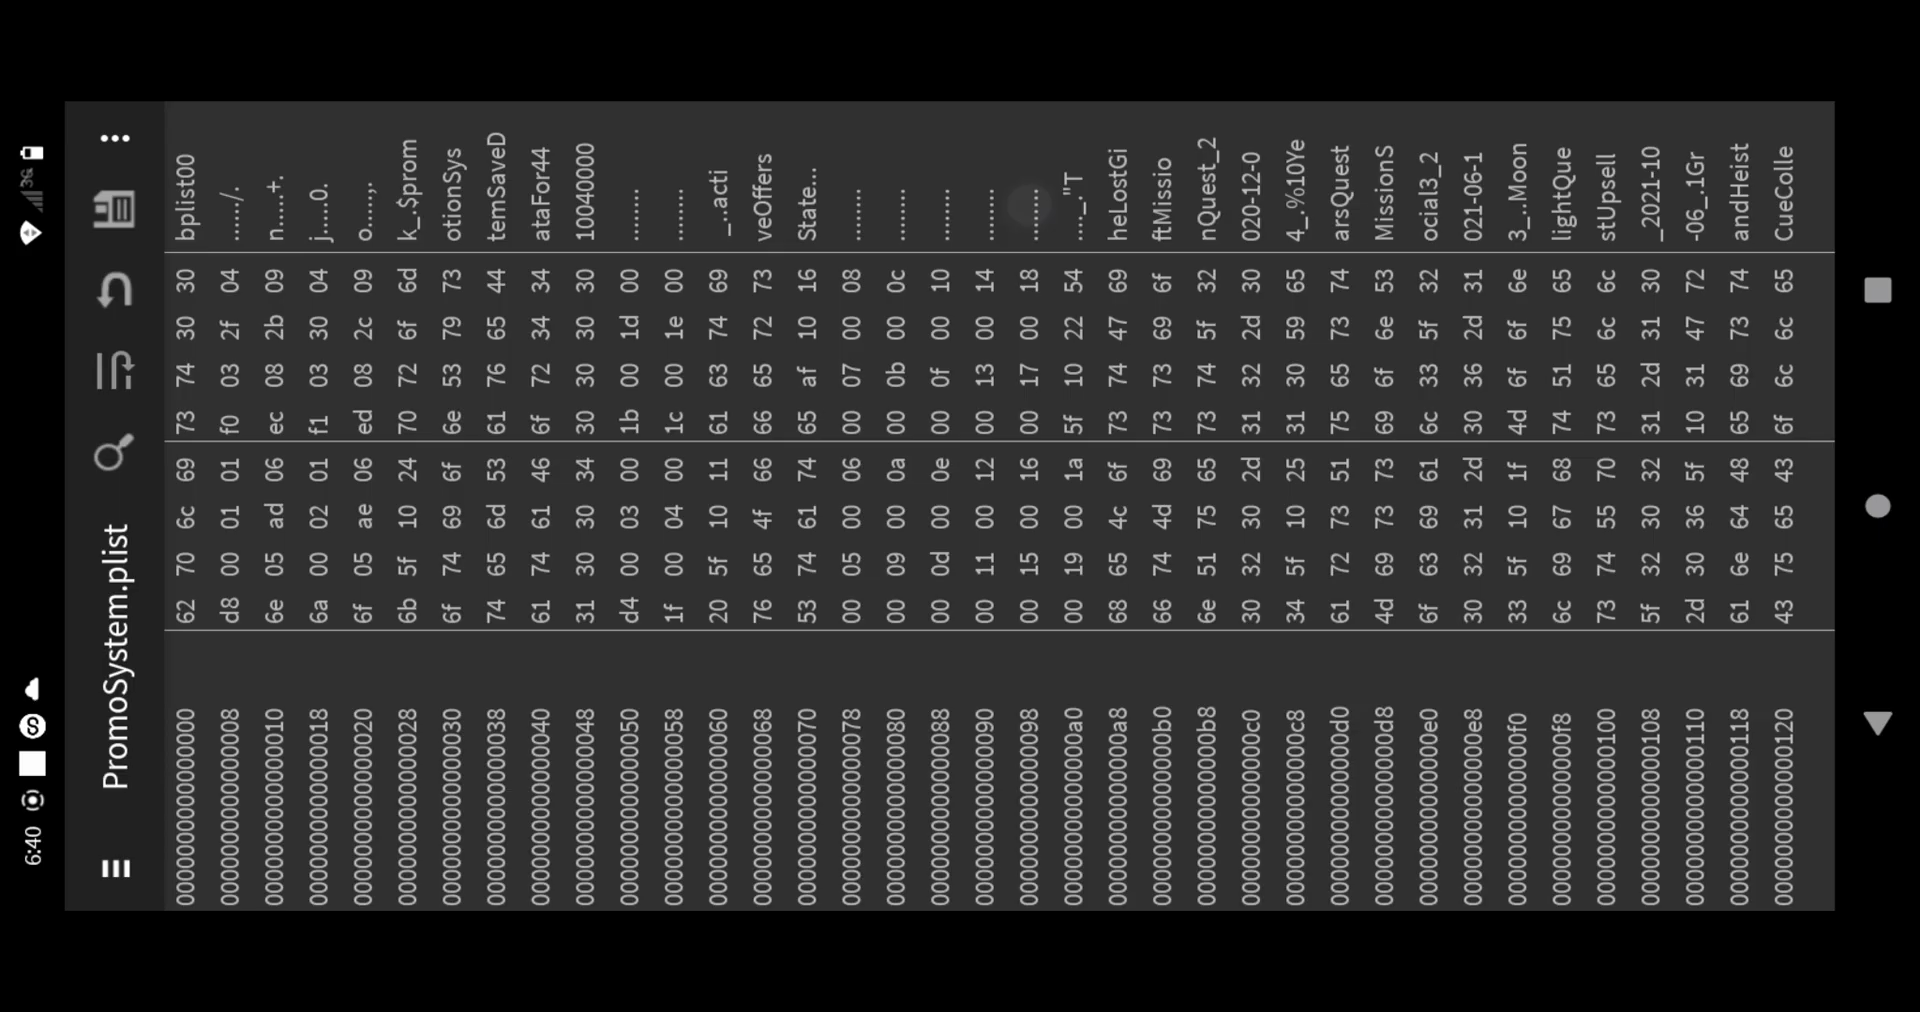 6:40
3G
PromoSystem.plist
0000000000000000 62 70 6c 69 73 74 30 30 bplist00
0000000000000008 d8 00 01 01 f0 03 2f 04 ....../.
0000000000000010 6e 05 ad 06 ec 08 2b 09 n.....+.
0000000000000018 6a 00 02 01 f1 03 30 04 j.....0.
0000000000000020 6f 05 ae 06 ed 08 2c 09 o.....,.
0000000000000028 6b 5f 10 24 70 72 6f 6d k_.$prom
0000000000000030 6f 74 69 6f 6e 53 79 73 otionSys
0000000000000038 74 65 6d 53 61 76 65 44 temSaveD
0000000000000040 61 74 61 46 6f 72 34 34 ataFor44
0000000000000048 31 30 30 34 30 30 30 30 10040000
0000000000000050 d4 00 03 00 1b 00 1d 00 ........
0000000000000058 1f 00 04 00 1c 00 1e 00 ........
0000000000000060 20 5f 10 11 61 63 74 69 _..acti
0000000000000068 76 65 4f 66 66 65 72 73 veOffers
0000000000000070 53 74 61 74 65 af 10 16 State...
0000000000000078 00 05 00 06 00 07 00 08 ........
0000000000000080 00 09 00 0a 00 0b 00 0c ........
0000000000000088 00 0d 00 0e 00 0f 00 10 ........
0000000000000090 00 11 00 12 00 13 00 14 ........
0000000000000098 00 15 00 16 00 17 00 18 ........
00000000000000a0 00 19 00 1a 5f 10 22 54 ...._."T
00000000000000a8 68 65 4c 6f 73 74 47 69 heLostGi
00000000000000b0 66 74 4d 69 73 73 69 6f ftMissio
00000000000000b8 6e 51 75 65 73 74 5f 32 nQuest_2
00000000000000c0 30 32 30 2d 31 32 2d 30 020-12-0
00000000000000c8 34 5f 10 25 31 30 59 65 4_.%10Ye
00000000000000d0 61 72 73 51 75 65 73 74 arsQuest
00000000000000d8 4d 69 73 73 69 6f 6e 53 MissionS
00000000000000e0 6f 63 69 61 6c 33 5f 32 ocial3_2
00000000000000e8 30 32 31 2d 30 36 2d 31 021-06-1
00000000000000f0 33 5f 10 1f 4d 6f 6f 6e 3_..Moon
00000000000000f8 6c 69 67 68 74 51 75 65 lightQue
0000000000000100 73 74 55 70 73 65 6c 6c stUpsell
0000000000000108 5f 32 30 32 31 2d 31 30 _2021-10
0000000000000110 2d 30 36 5f 10 31 47 72 -06_.1Gr
0000000000000118 61 6e 64 48 65 69 73 74 andHeist
0000000000000120 43 75 65 43 6f 6c 6c 65 CueColle